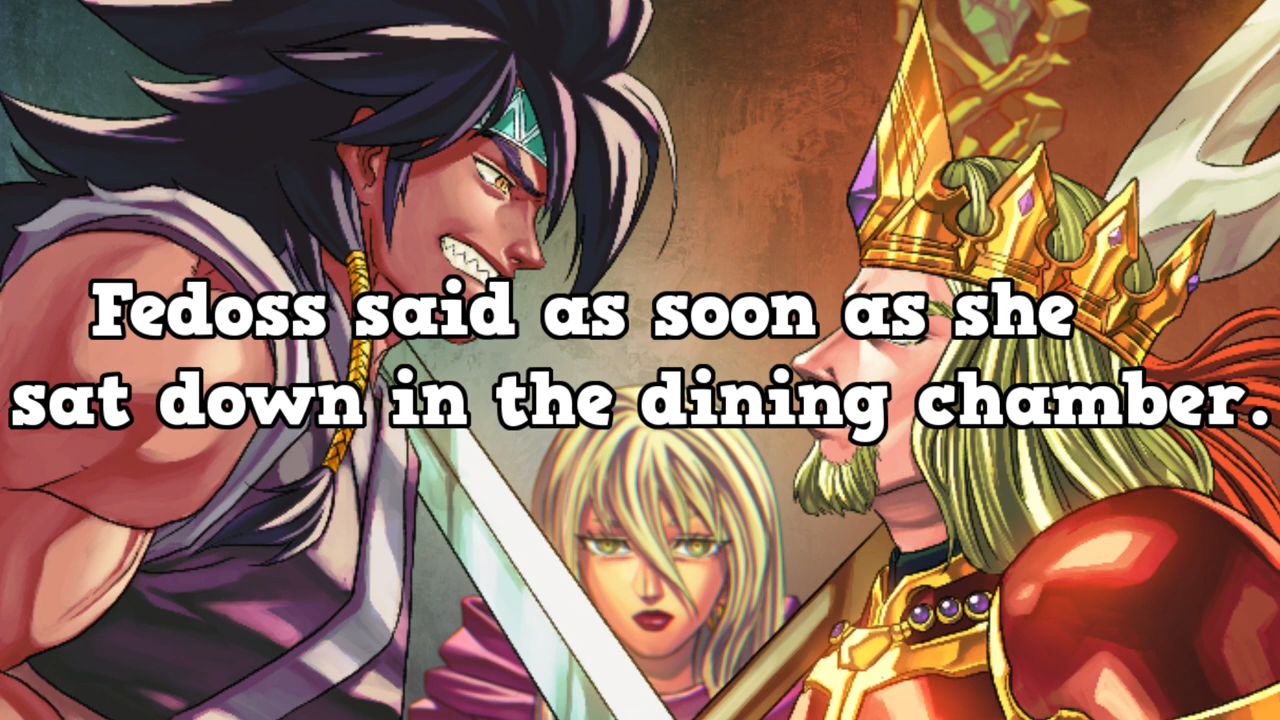 Fedoss said as soon as she
sat down in the dining chamber.